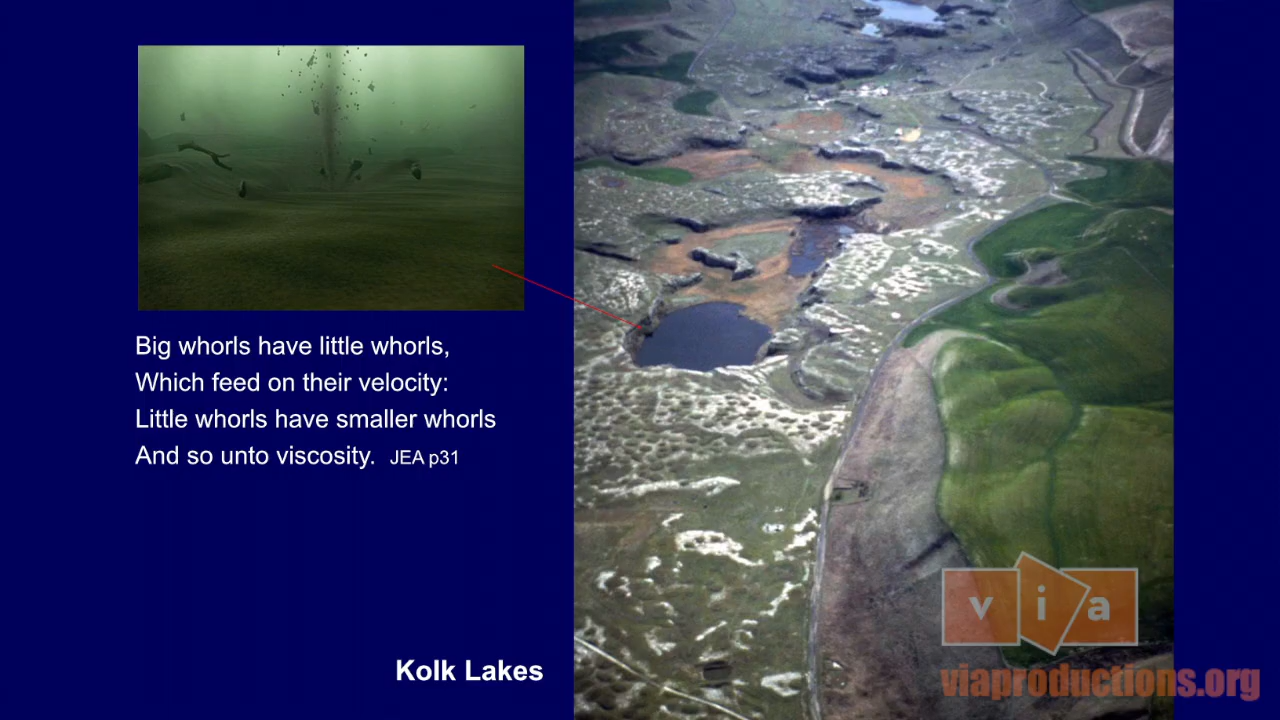 Big whorls have little whorls,
Which feed on their velocity:
Little whorls have smaller whorls
And so unto viscosity. JEA p31
Kolk Lakes
via
viaproductions.org